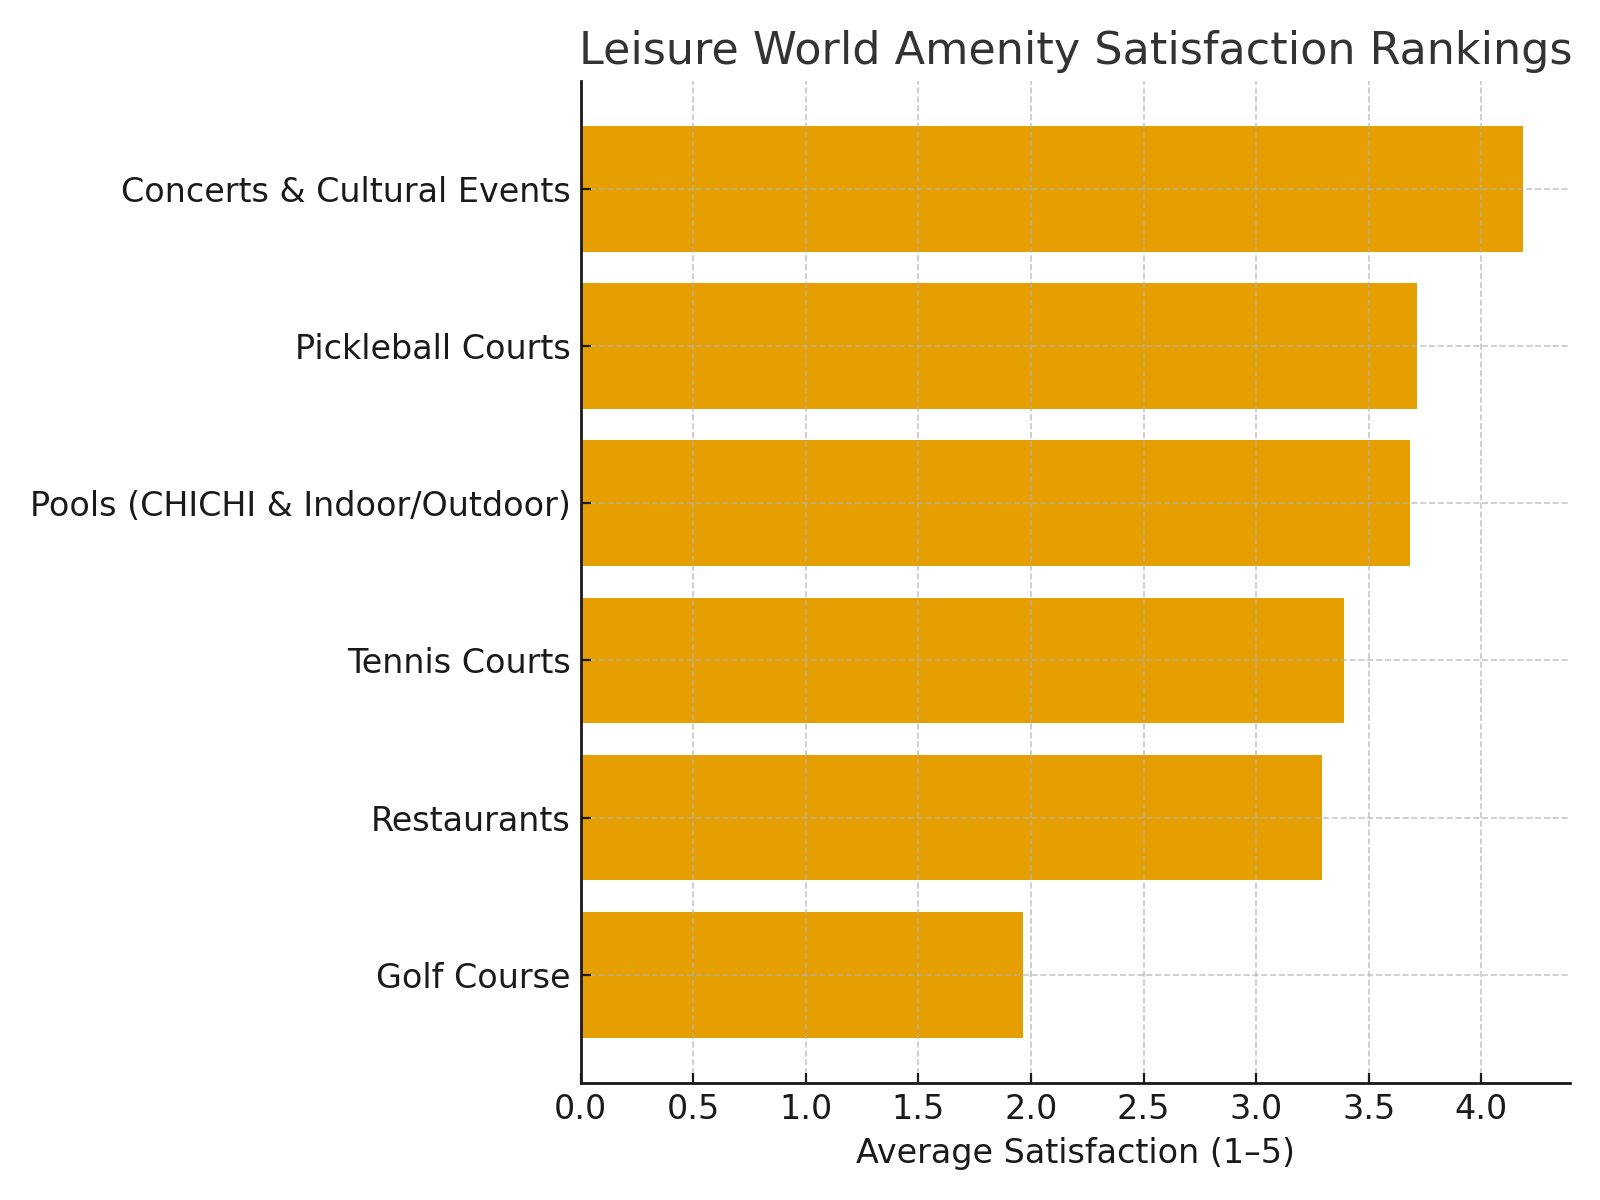 Leisure World Amenity Satisfaction Rankings
Concerts & Cultural Events
Pickleball Courts
Pools (CHICHI & Indoor/Outdoor)
Tennis Courts
Restaurants
Golf Course
0.0 0.5 1.0 1.5 2.0 2.5 3.0 3.5 4.0
Average Satisfaction (1–5)